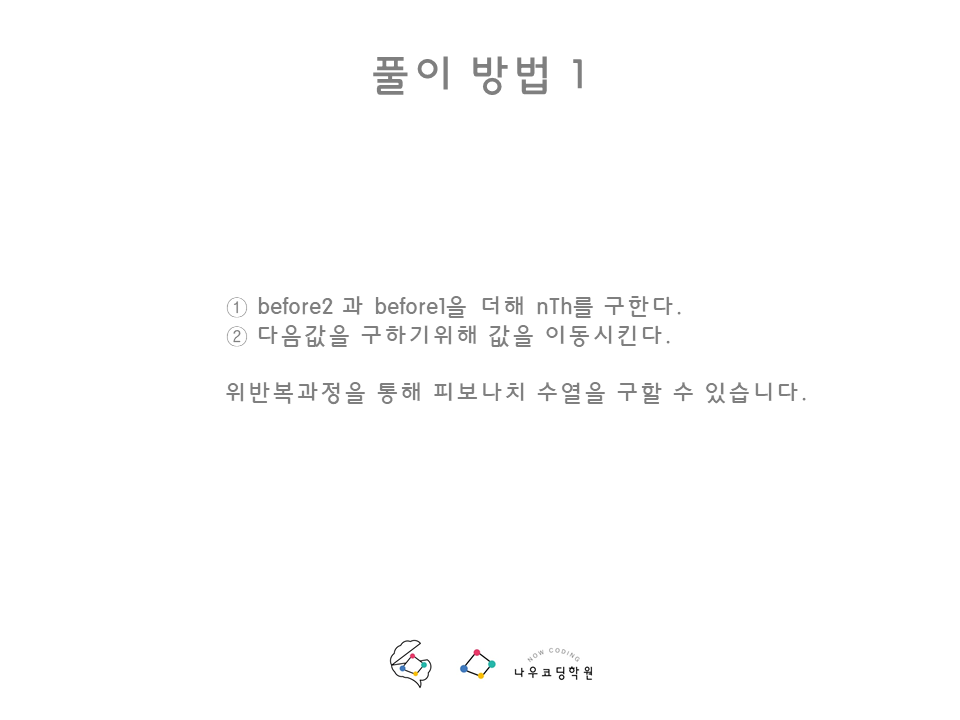 풀이 방법 1
① before2 과 before1을 더해 nTh를 구한다.
② 다음값을 구하기위해 값을 이동시킨다.
위반복과정을 통해 피보나치 수열을 구할 수 있습니다.
NOW CODING
나우코딩학원